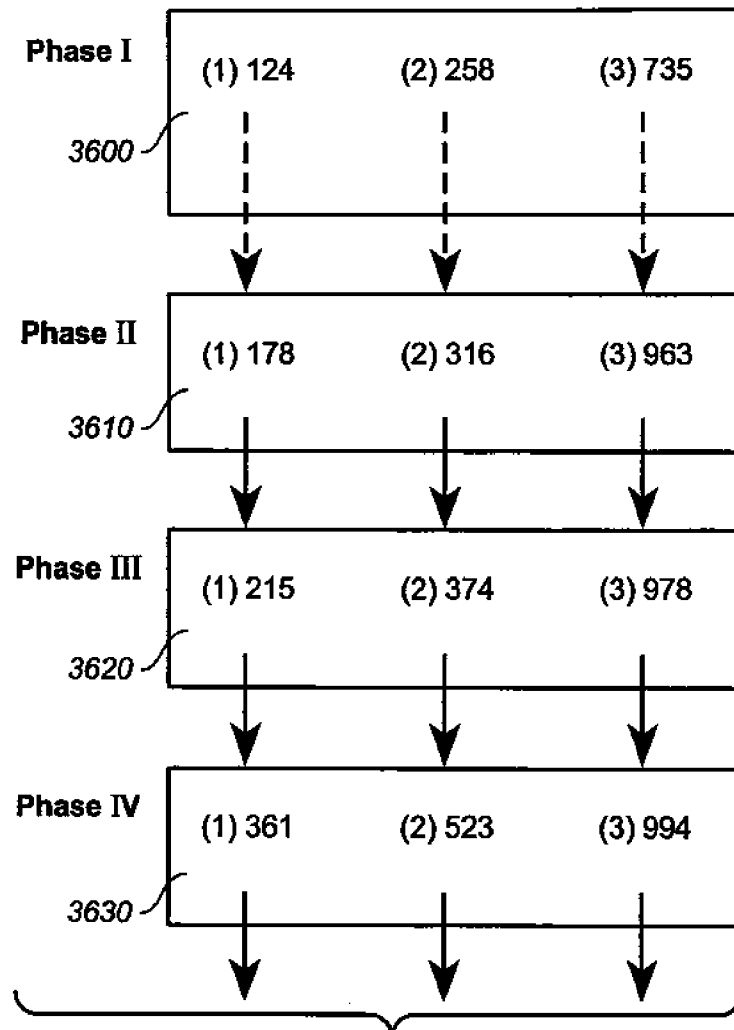 Phase I
(1) 124 (2) 258 (3) 735
3600
Phase II
(1) 178 (2) 316 (3) 963
3610
Phase III
(1) 215 (2) 374 (3) 978
3620
Phase IV
(1) 361 (2) 523 (3) 994
3630